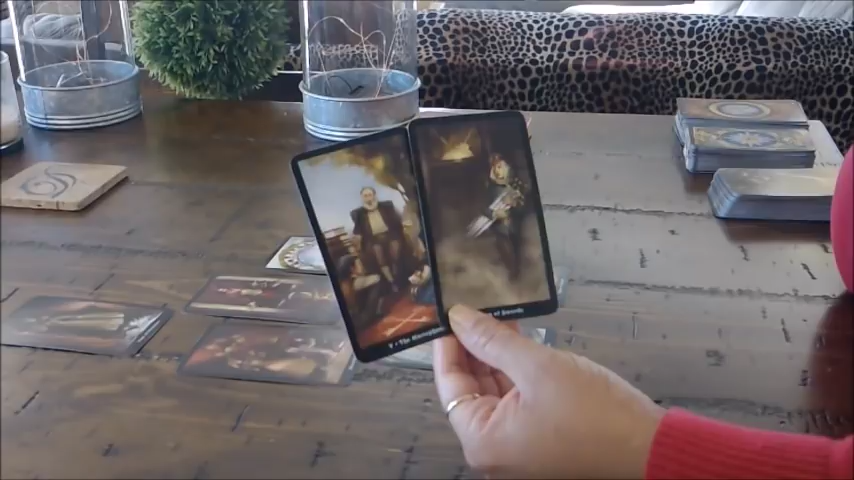 V • The Hierophant
of Swords